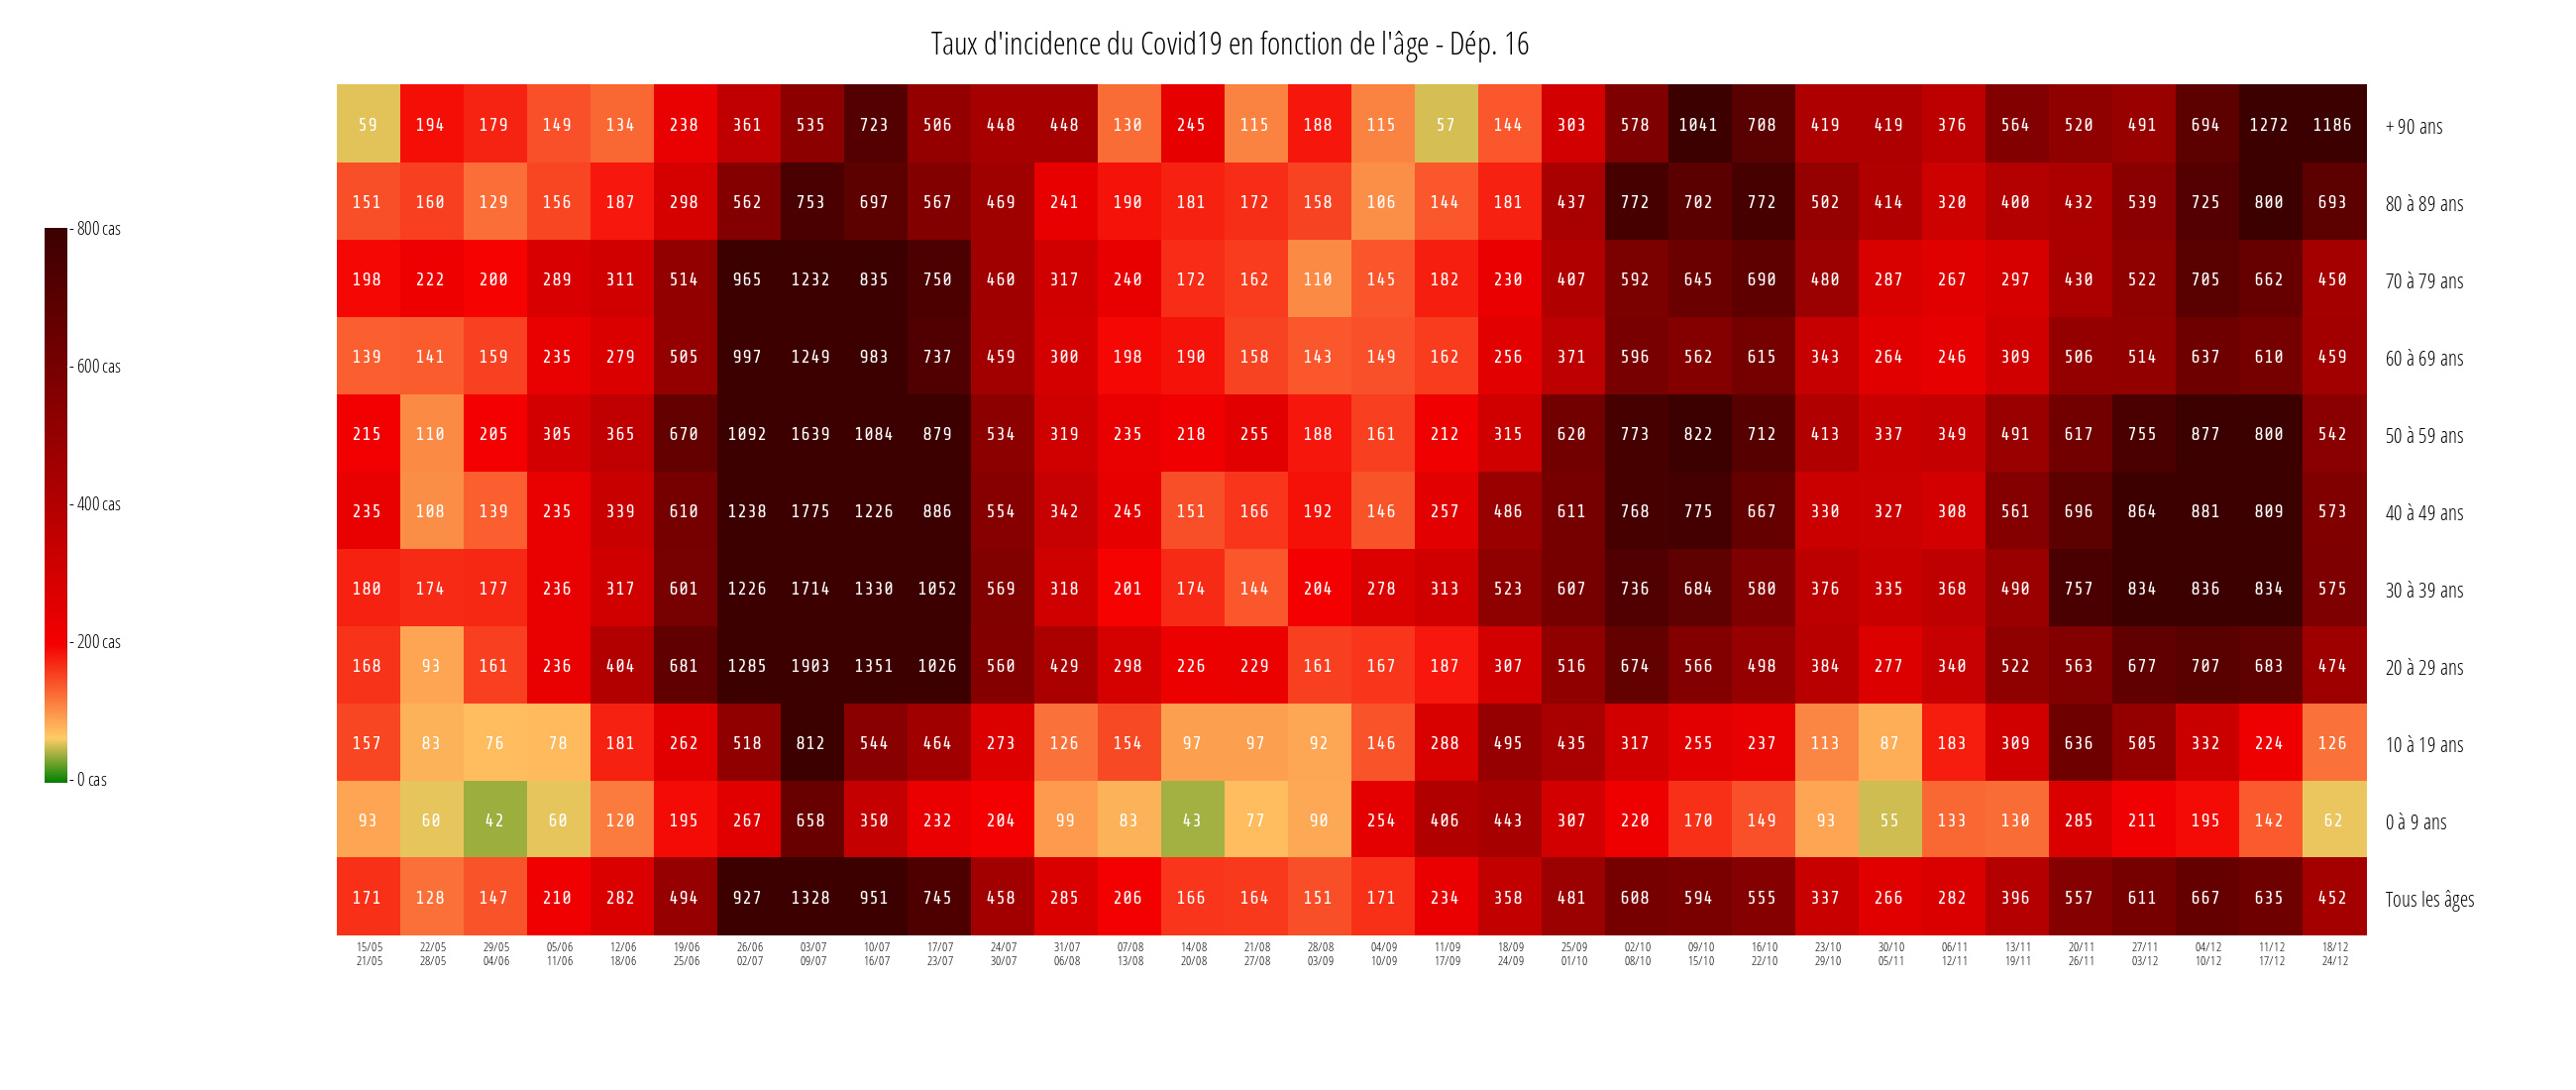 Taux d'incidence du Covid19 en fonction de l'âge - Dép. 16
- 800 cas
- 600 cas
- 400 cas
- 200 cas
- 0 cas
59 194 179 149 134 238 361 535 723 506 448 448 130 245 115 188 115 57 144 303 578 1041 708 419 419 376 564 520 491 694 1272 1186 + 90 ans
151 160 129 156 187 298 562 753 697 567 469 241 190 181 172 158 106 144 181 437 772 702 772 502 414 320 400 432 539 725 800 693 80 à 89 ans
198 222 200 289 311 514 965 1232 835 750 460 317 240 172 162 110 145 182 230 407 592 645 690 480 287 267 297 430 522 705 662 450 70 à 79 ans
139 141 159 235 279 505 997 1249 983 737 459 300 198 190 158 143 149 162 256 371 596 562 615 343 264 246 309 506 514 637 610 459 60 à 69 ans
215 110 205 305 365 670 1092 1639 1084 879 534 319 235 218 255 188 161 212 315 620 773 822 712 413 337 349 491 617 755 877 800 542 50 à 59 ans
235 108 139 235 339 610 1238 1775 1226 886 554 342 245 151 166 192 146 257 486 611 768 775 667 330 327 308 561 696 864 881 809 573 40 à 49 ans
180 174 177 236 317 601 1226 1714 1330 1052 569 318 201 174 144 204 278 313 523 607 736 684 580 376 335 368 490 757 834 836 834 575 30 à 39 ans
168 93 161 236 404 681 1285 1903 1351 1026 560 429 298 226 229 161 167 187 307 516 674 566 498 384 277 340 522 563 677 707 683 474 20 à 29 ans
157 83 76 78 181 262 518 812 544 464 273 126 154 97 97 92 146 288 495 435 317 255 237 113 87 183 309 636 505 332 224 126 10 à 19 ans
93 60 42 60 120 195 267 658 350 232 204 99 83 43 77 90 254 406 443 307 220 170 149 93 55 133 130 285 211 195 142 62 0 à 9 ans
171 128 147 210 282 494 927 1328 951 745 458 285 206 166 164 151 171 234 358 481 608 594 555 337 266 282 396 557 611 667 635 452 Tous les âges
15/05 22/05 29/05 05/06 12/06 19/06 26/06 03/07 10/07 17/07 24/07 31/07 07/08 14/08 21/08 28/08 04/09 11/09 18/09 25/09 02/10 09/10 16/10 23/10 30/10 06/11 13/11 20/11 27/11 04/12 11/12 18/12
21/05 28/05 04/06 11/06 18/06 25/06 02/07 09/07 16/07 23/07 30/07 06/08 13/08 20/08 27/08 03/09 10/09 17/09 24/09 01/10 08/10 15/10 22/10 29/10 05/11 12/11 19/11 26/11 03/12 10/12 17/12 24/12